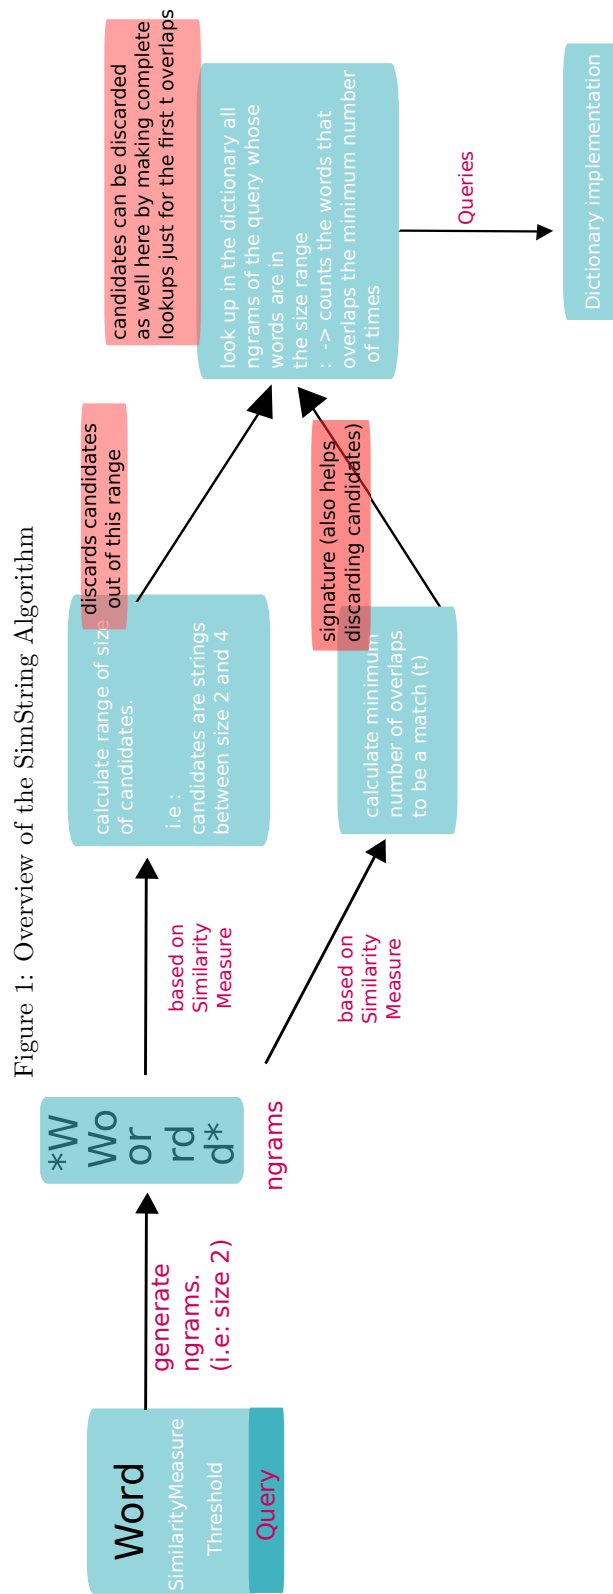 Figure 1: Overview of the SimString Algorithm
Word
SimilarityMeasure
Threshold
Query
generate
ngrams.
(i.e: size 2)
*W
Wo
or
rd
d*
ngrams
based on
Similarity
Measure
based on
Similarity
Measure
calculate range of size
of candidates.
i.e :
candidates are strings
between size 2 and 4
discards candidates
out of this range
calculate minimum
number of overlaps
to be a match (t)
signature (also helps
discarding candidates)
candidates can be discarded
as well here by making complete
lookups just for the first t overlaps
look up in the dictionary all
ngrams of the query whose
words are in
the size range
: -> counts the words that
overlaps the minimum number
of times
Queries
Dictionary implementation